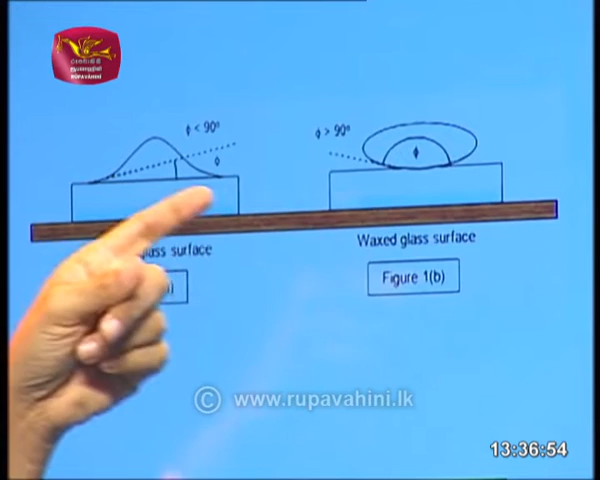 RUPAVAHINI
ϕ < 90°
ϕ
ϕ > 90°
ϕ
glass surface
Waxed glass surface
Figure 1(b)
© www.rupavahini.lk
13:36:54